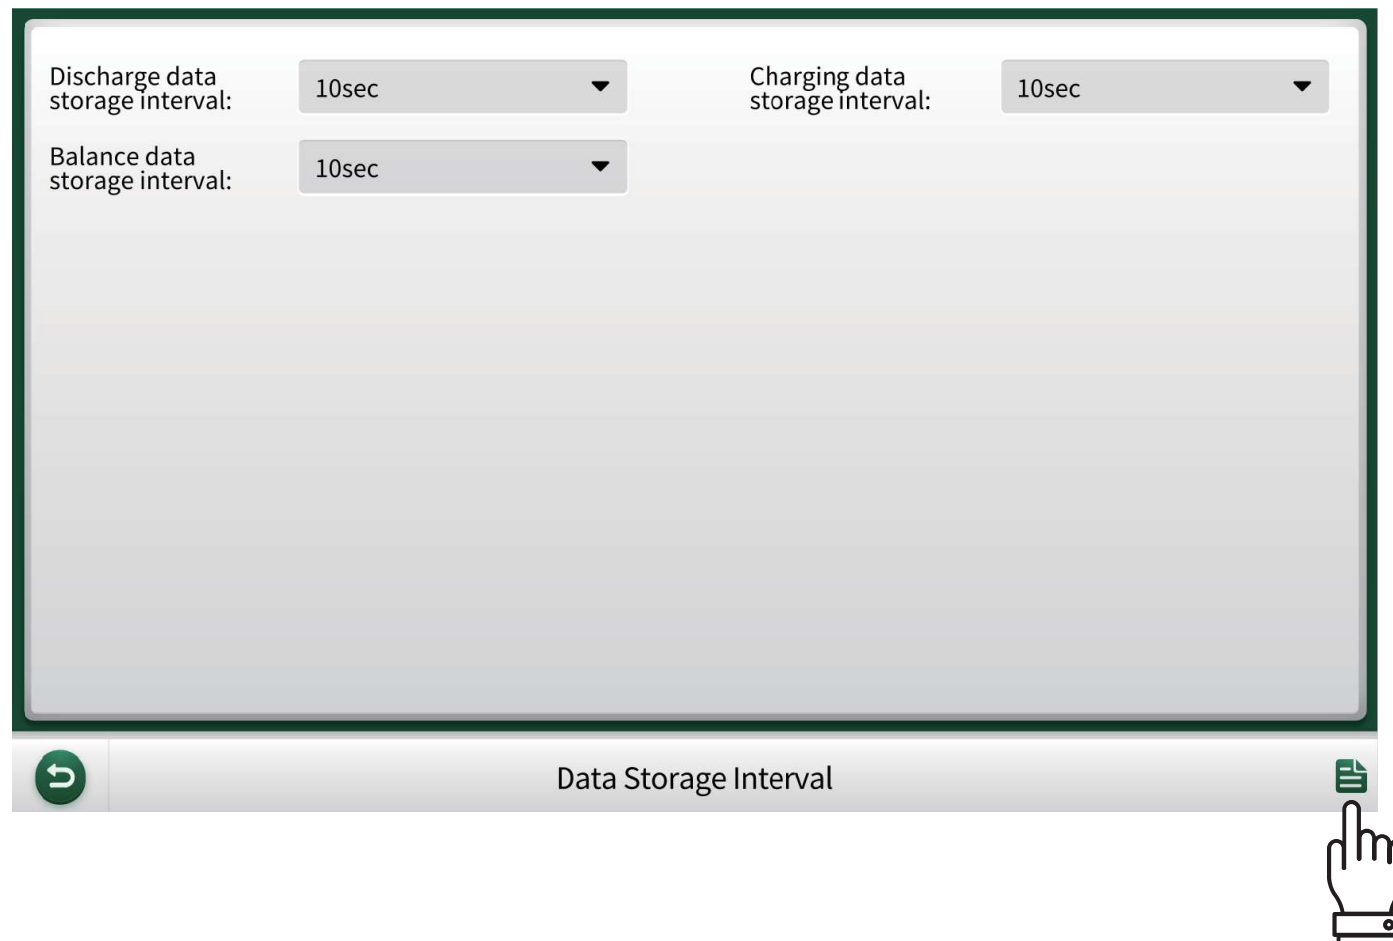 Discharge data
storage interval:
10sec
Charging data
storage interval:
10sec
Balance data
storage interval:
10sec
Data Storage Interval